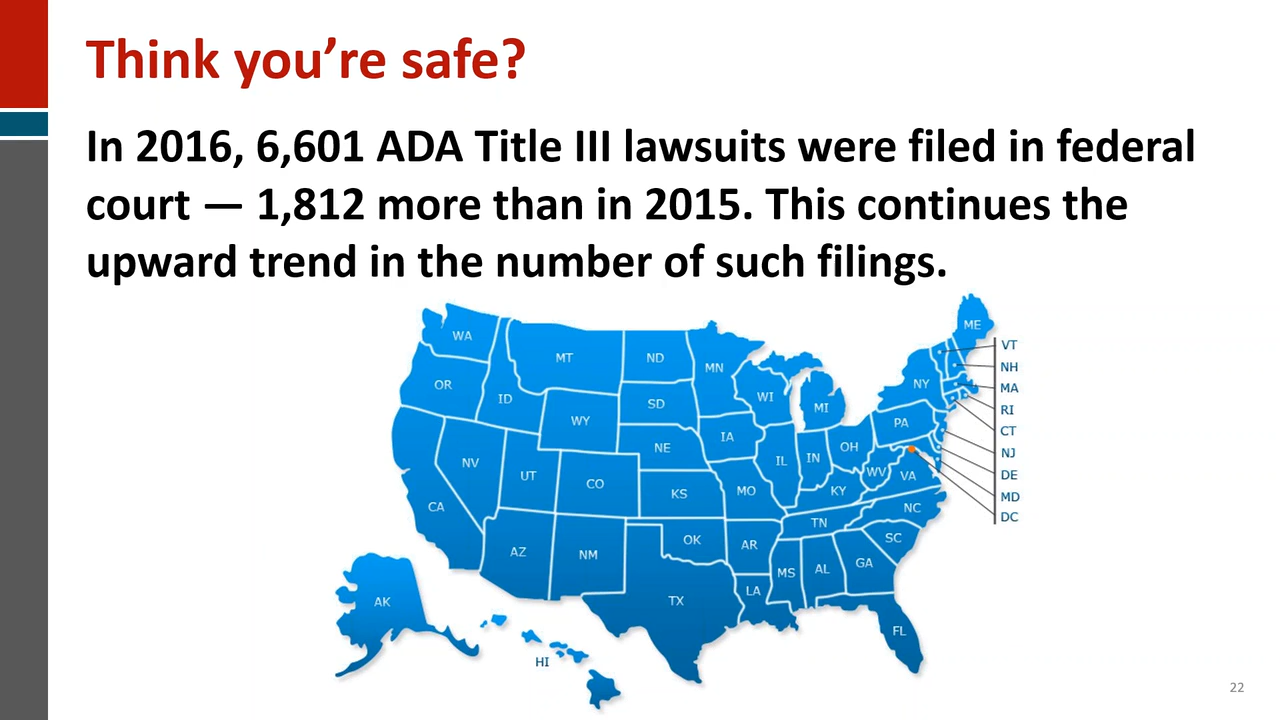 Think you’re safe?
In 2016, 6,601 ADA Title III lawsuits were filed in federal
court — 1,812 more than in 2015. This continues the
upward trend in the number of such filings.
WA
MT
ND
MN
ME
VT
NH
MA
RI
CT
NJ
DE
MD
DC
OR
ID
WY
SD
WI
MI
NY
PA
NV
UT
CO
NE
IA
IL
IN
OH
WV
VA
CA
KS
MO
KY
NC
AZ
NM
OK
AR
TN
SC
TX
LA
MS
AL
GA
FL
AK
HI
22